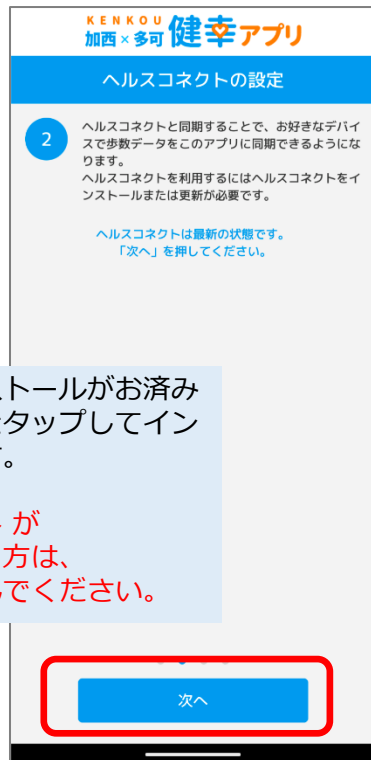 KENKOU
加西×多可 健幸アプリ
ヘルスコネクトの設定
2
ヘルスコネクトと同期することで、お好きなデバイ
スで歩数データをこのアプリに同期できるようにな
ります。
ヘルスコネクトを利用するにはヘルスコネクトをイ
ンストールまたは更新が必要です。
ヘルスコネクトは最新の状態です。
「次へ」を押してください。
トールがお済み
タップしてイン
。
が
方は、
でください。
次へ